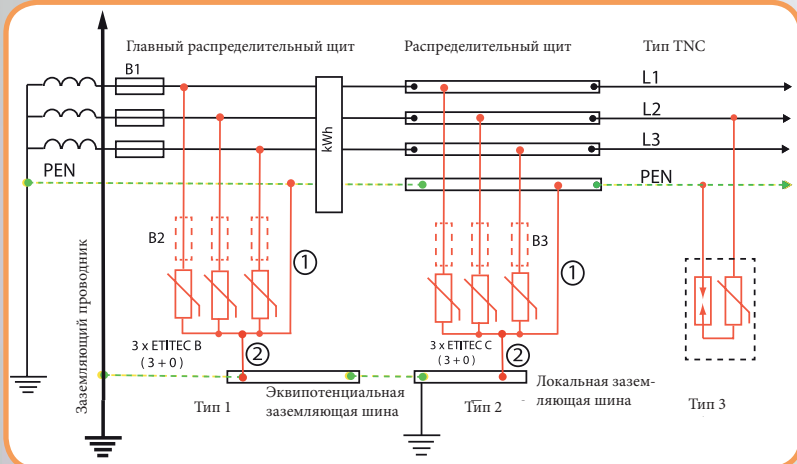 Главный распределительный щит
Распределительный щит
Тип TNC
B1
L1
L2
L3
kWh
PEN
PEN
B2
B3
1
1
3 x ETITEC B
( 3 + 0 )
2
3 x ETITEC C
( 3 + 0 )
2
Заземляющий проводник
Эквипотенциальная
заземляющая шина
Локальная зазем-
ляющая шина
Тип 1
Тип 2
Тип 3